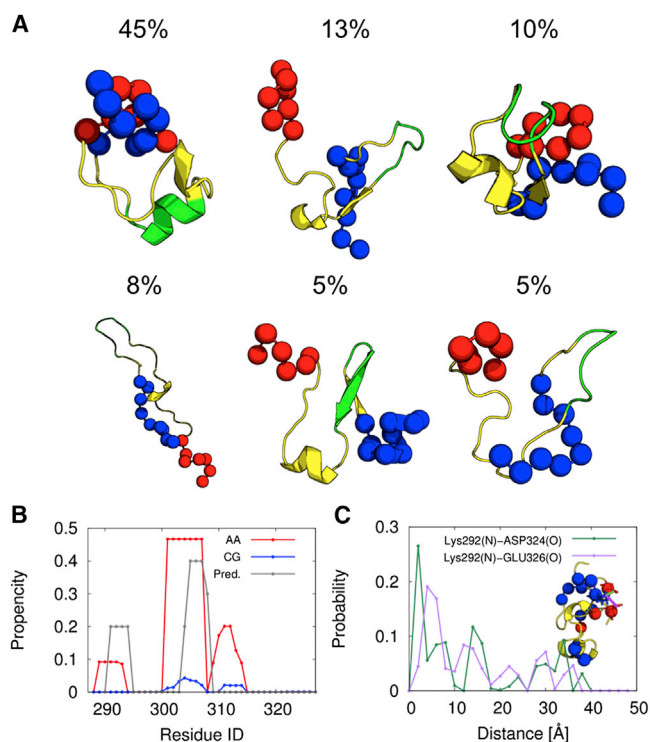 A
45% 13% 10%
8% 5% 5%
B C
0.5
0.4
0.3
0.2
0.1
0
Propencity
AA
CG
Pred.
290 300 310 320
Residue ID
0.3
0.2
0.1
0
Probability
Lys292(N)−ASP324(O)
Lys292(N)−GLU326(O)
0 10 20 30 40 50
Distance [Å]